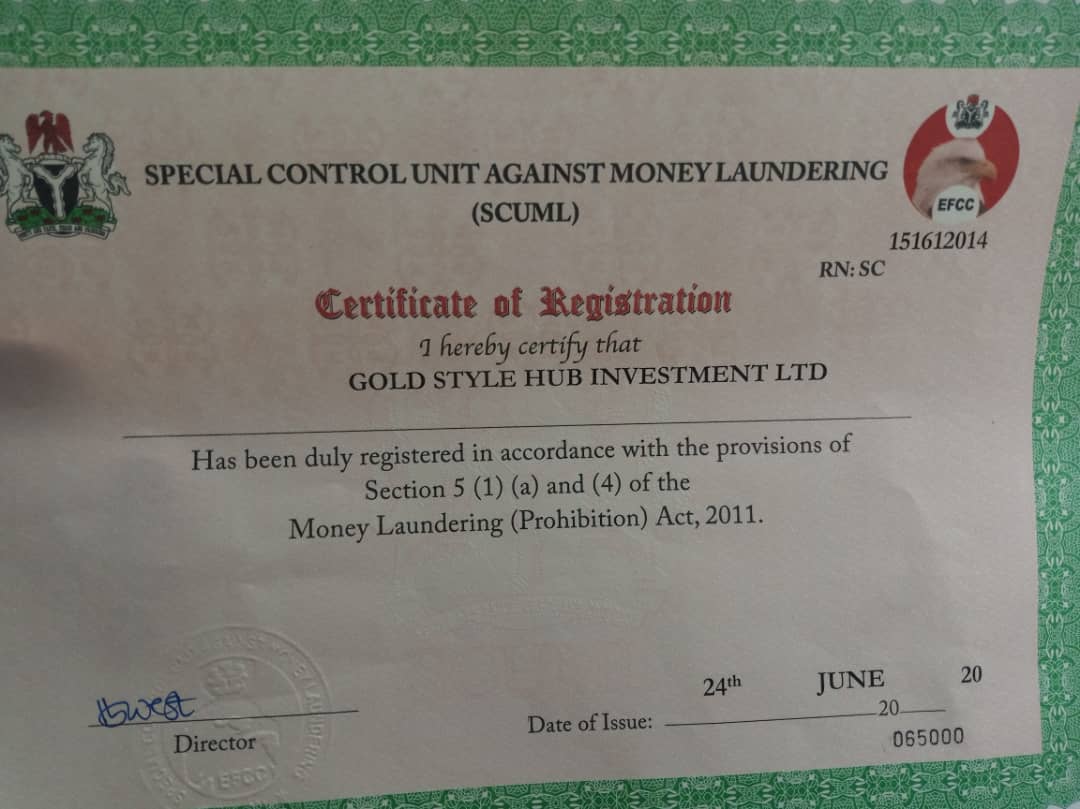 SPECIAL CONTROL UNIT AGAINST MONEY LAUNDERING
(SCUML)
EFCC
151612014
RN: SC
Certificate of Registration
I hereby certify that
GOLD STYLE HUB INVESTMENT LTD
Has been duly registered in accordance with the provisions of
Section 5 (1) (a) and (4) of the
Money Laundering (Prohibition) Act, 2011.
24th JUNE 20
Date of Issue: 20
065000
Director
EFCC